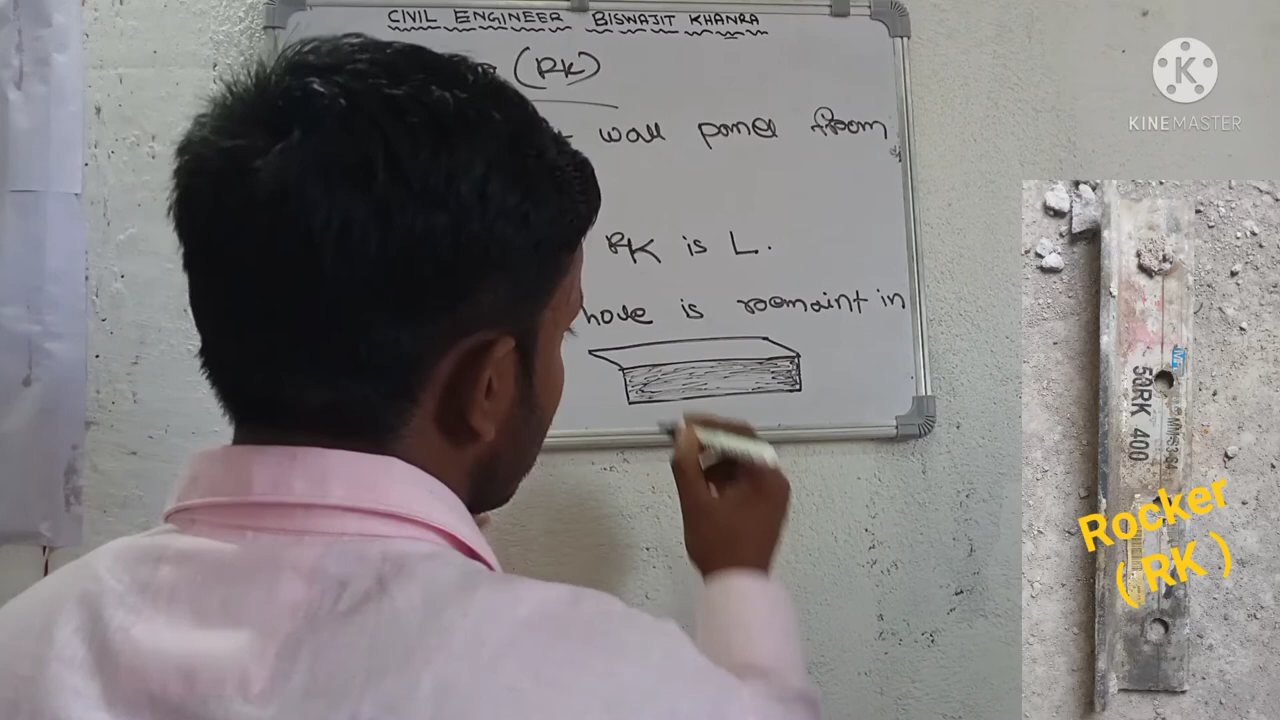 CIVIL ENGINEER BISWAJIT KHANRA
(RK)
wall panel from
RK is L.
hole is remaint in
KINEMASTER
50RK 400
Rocker
(RK)